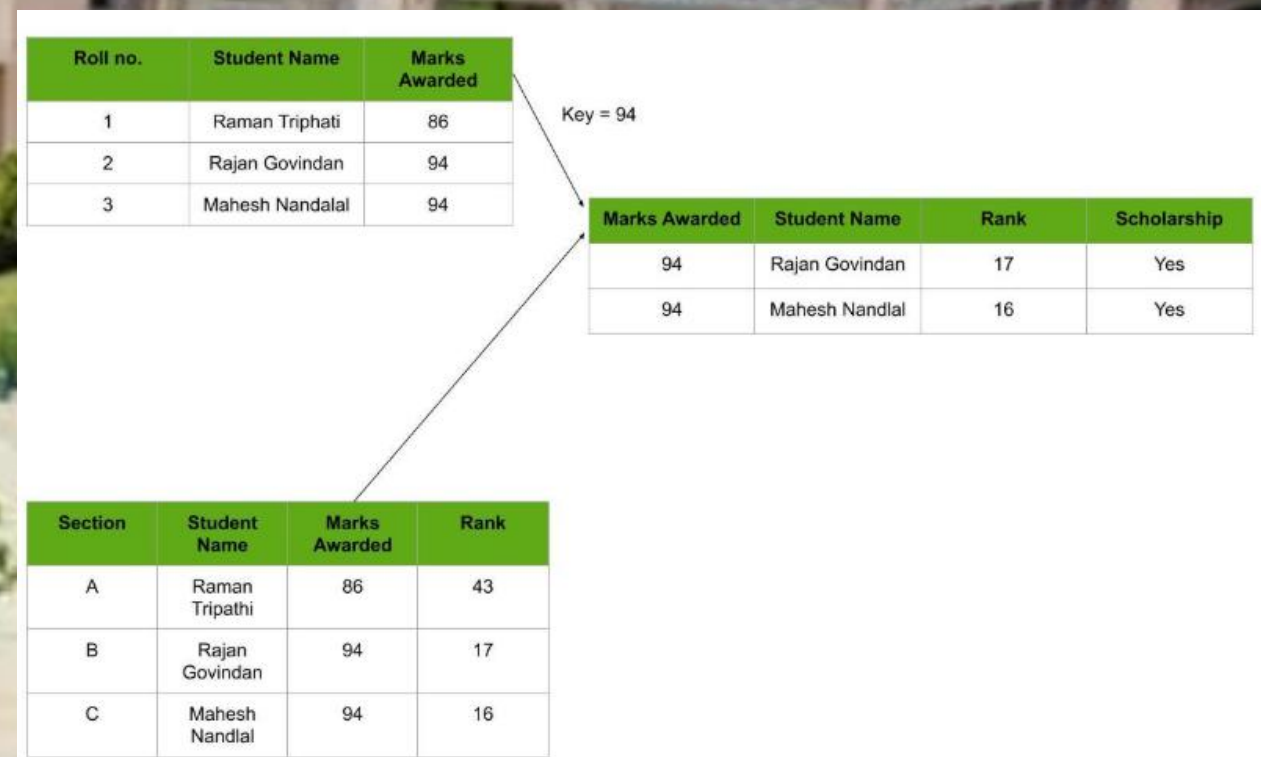 Roll no. Student Name Marks Awarded
1 Raman Triphati 86
2 Rajan Govindan 94
3 Mahesh Nandalal 94
Key = 94
Marks Awarded Student Name Rank Scholarship
94 Rajan Govindan 17 Yes
94 Mahesh Nandlal 16 Yes
Section Student Name Marks Awarded Rank
A Raman Tripathi 86 43
B Rajan Govindan 94 17
C Mahesh Nandlal 94 16